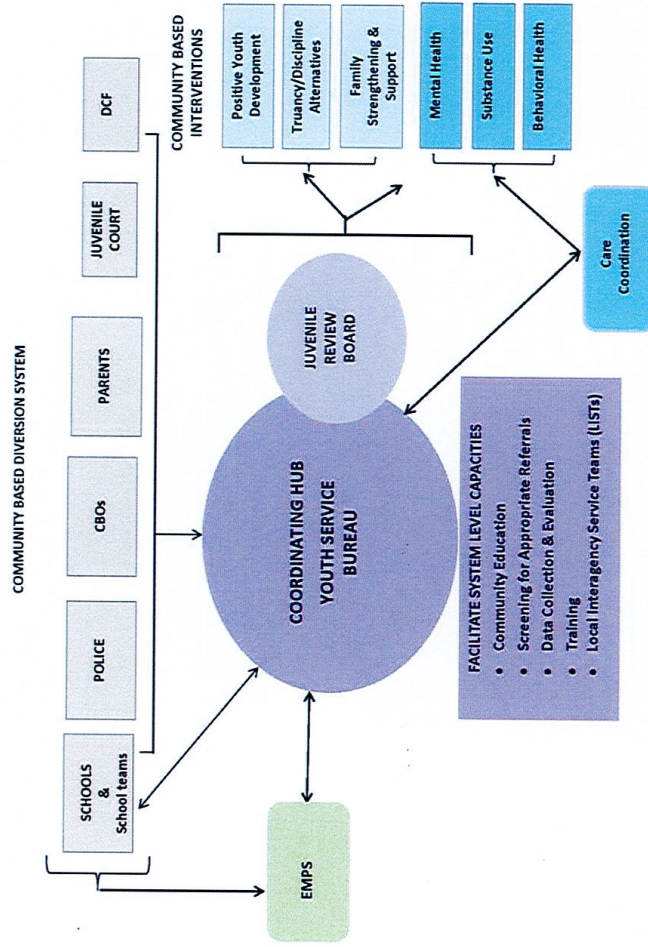 COMMUNITY BASED DIVERSION SYSTEM
SCHOOLS
&
School teams
POLICE
CBOs
PARENTS
JUVENILE
COURT
DCF
EMPS
COORDINATING HUB
YOUTH SERVICE
BUREAU
JUVENILE
REVIEW
BOARD
COMMUNITY BASED
INTERVENTIONS
Positive Youth
Development
Truancy/Discipline
Alternatives
Family
Strengthening &
Support
Mental Health
Substance Use
Behavioral Health
Care
Coordination
FACILITATE SYSTEM LEVEL CAPACITIES
• Community Education
• Screening for Appropriate Referrals
• Data Collection & Evaluation
• Training
• Local Interagency Service Teams (LISTs)